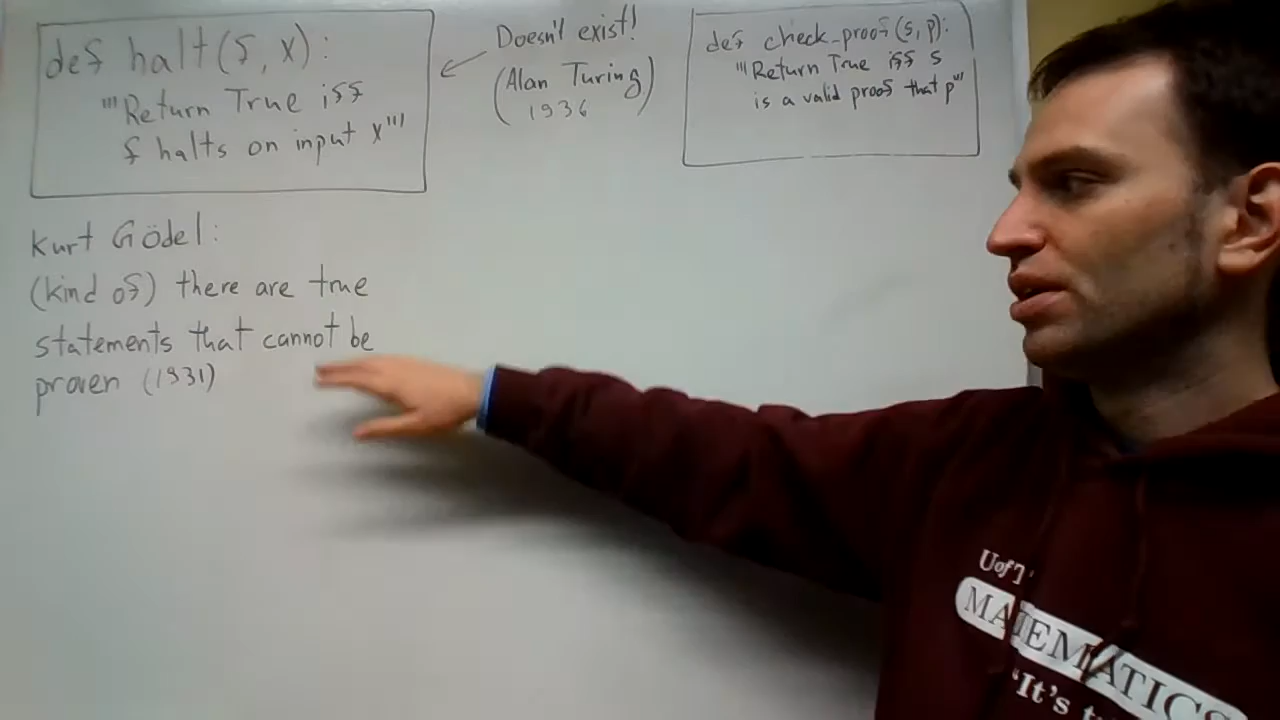 def halt(f, x):
"""Return True iff
f halts on input x"""
Doesn't exist!
(Alan Turing)
1936
def check_proof(s, p):
"""Return True iff s
is a valid proof that p"""
Kurt Gödel:
(kind of) there are true
statements that cannot be
proven (1931)
U of T
MATHEMATICS
"It's